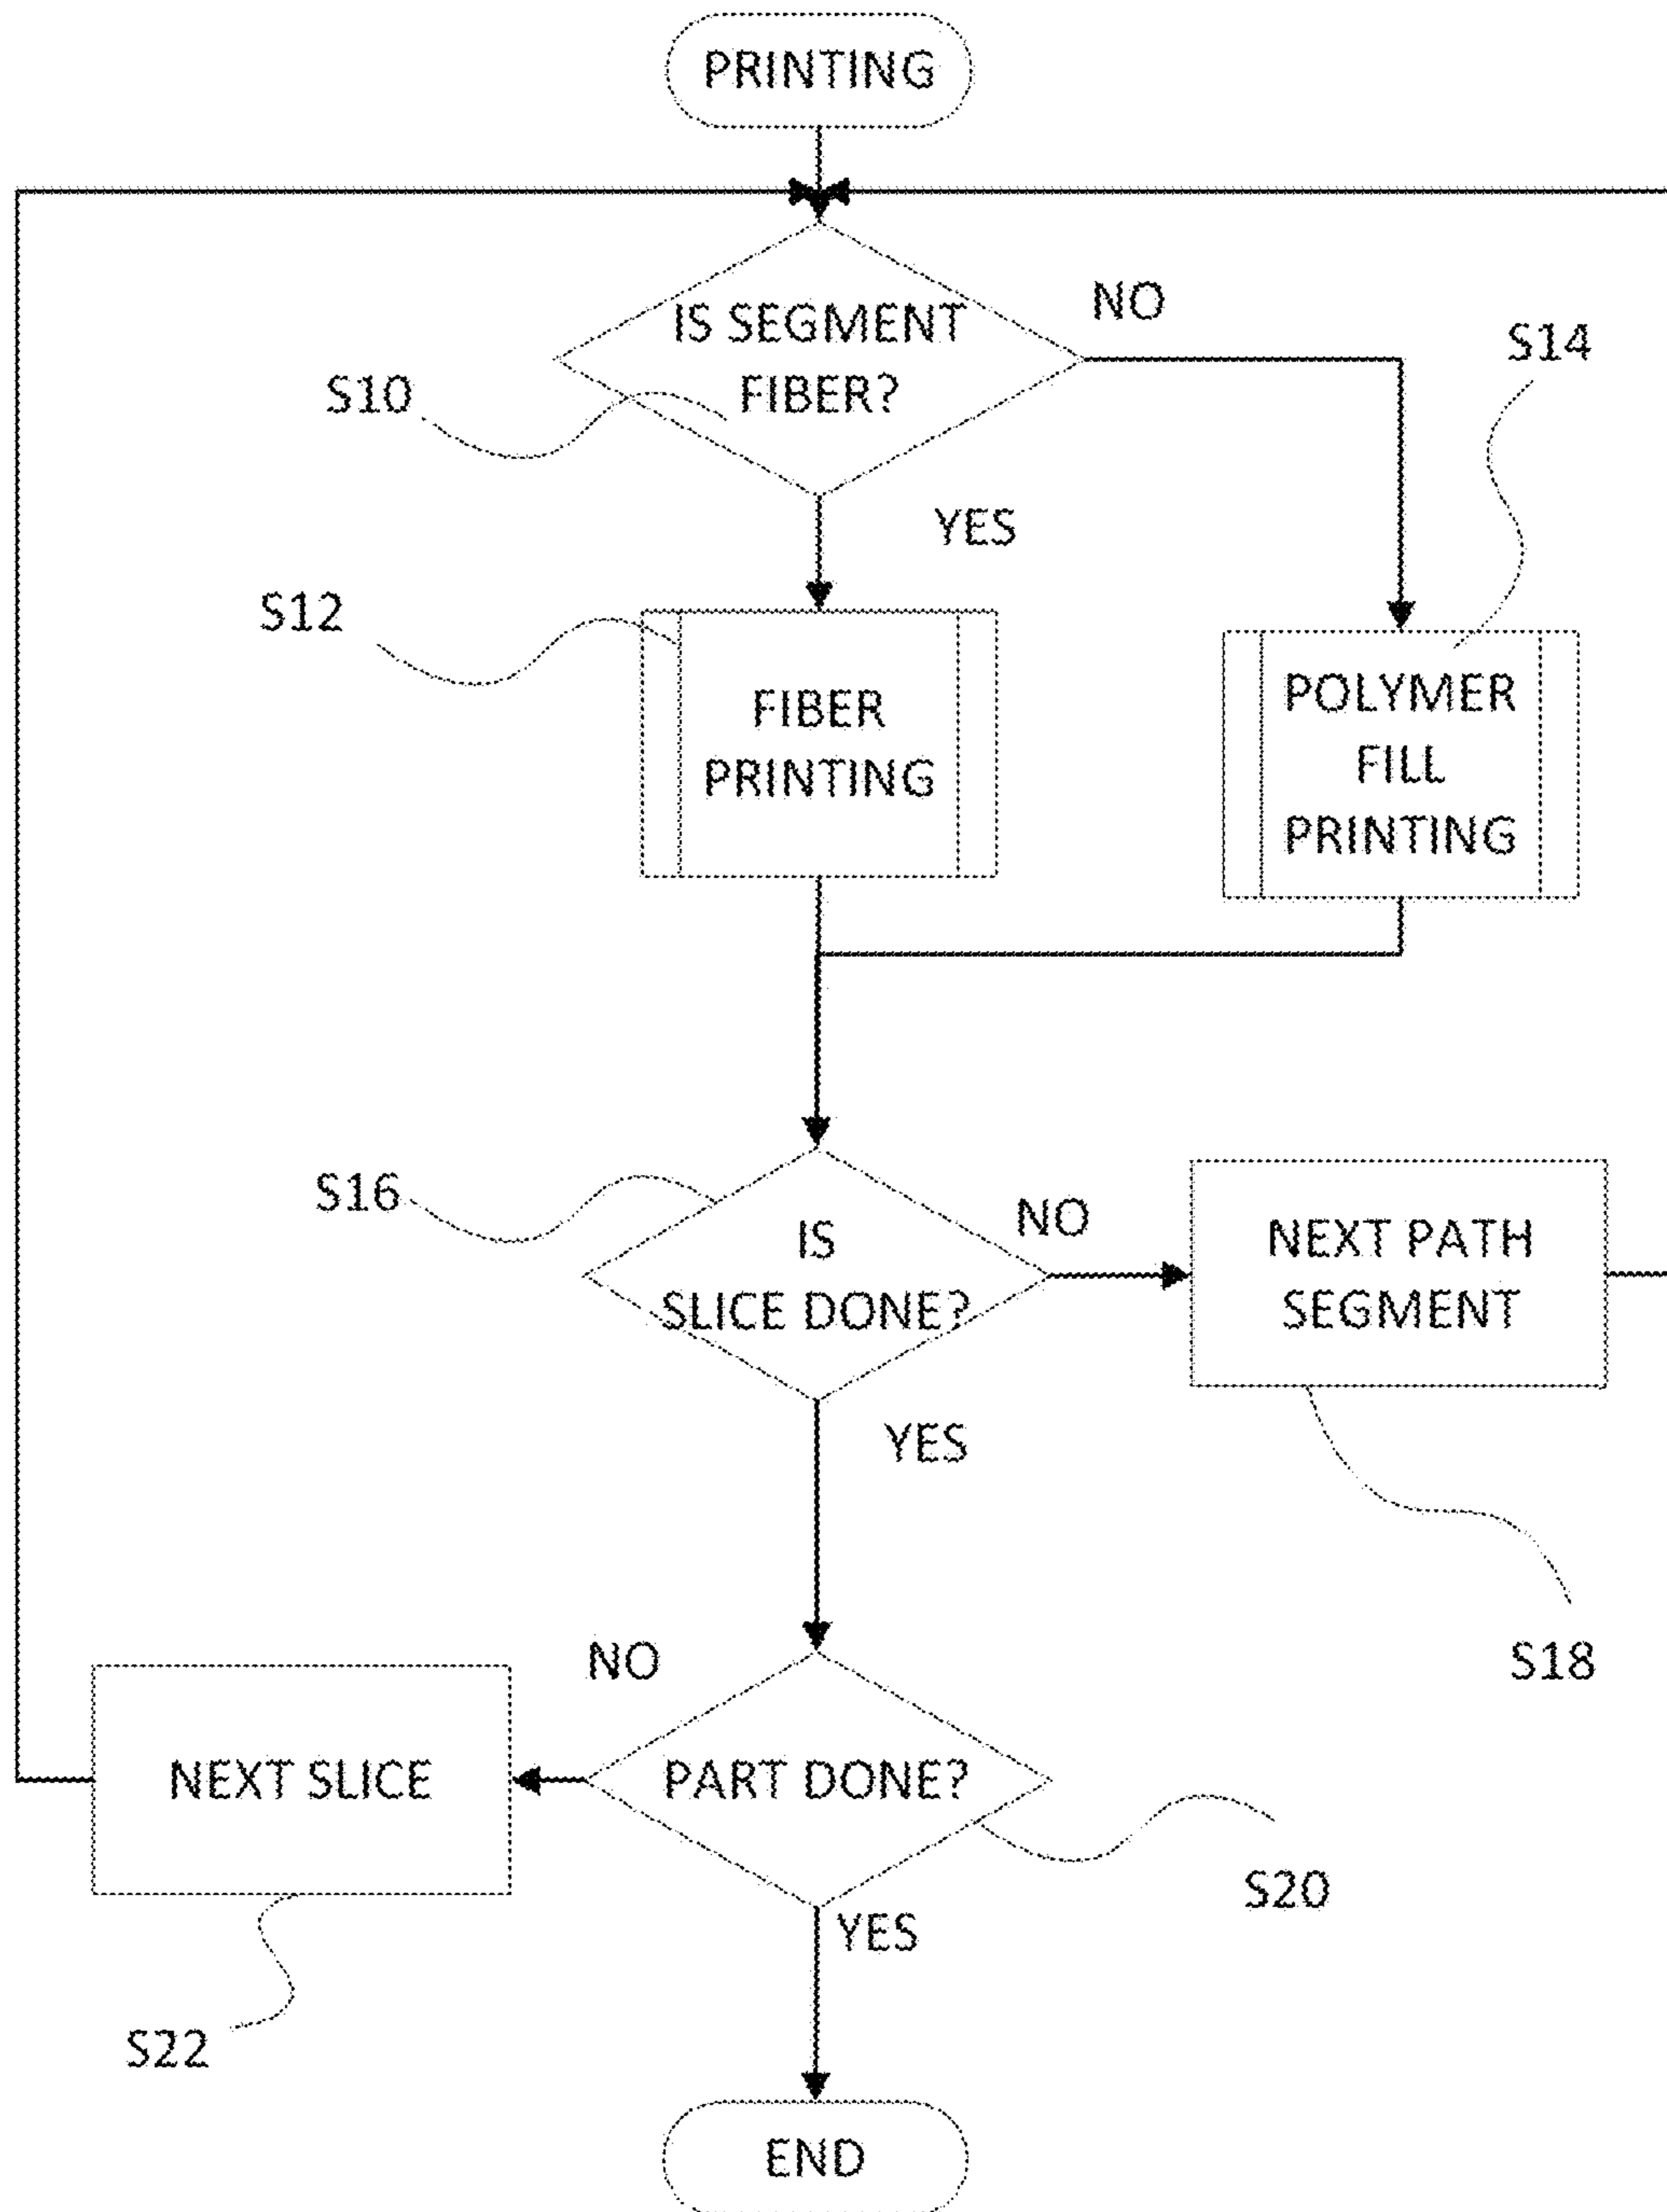 PRINTING
IS SEGMENT
FIBER?
NO
S10
S14
YES
S12
FIBER
PRINTING
POLYMER
FILL
PRINTING
S16
IS
SLICE DONE?
NO
NEXT PATH
SEGMENT
YES
S18
NO
NEXT SLICE
PART DONE?
S20
YES
S22
END